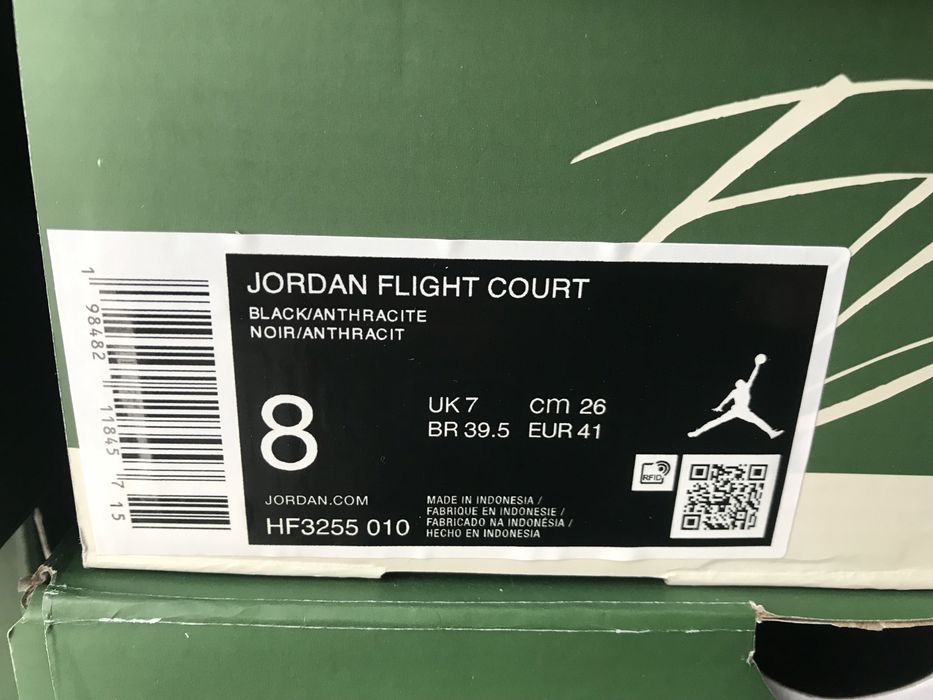 1 98482 11845 7 15
JORDAN FLIGHT COURT
BLACK/ANTHRACITE
NOIR/ANTHRACIT
8
UK 7 cm 26
BR 39.5 EUR 41
RFID
JORDAN.COM
HF3255 010
MADE IN INDONESIA /
FABRIQUE EN INDONESIE /
FABRICADO NA INDONÉSIA /
HECHO EN INDONESIA